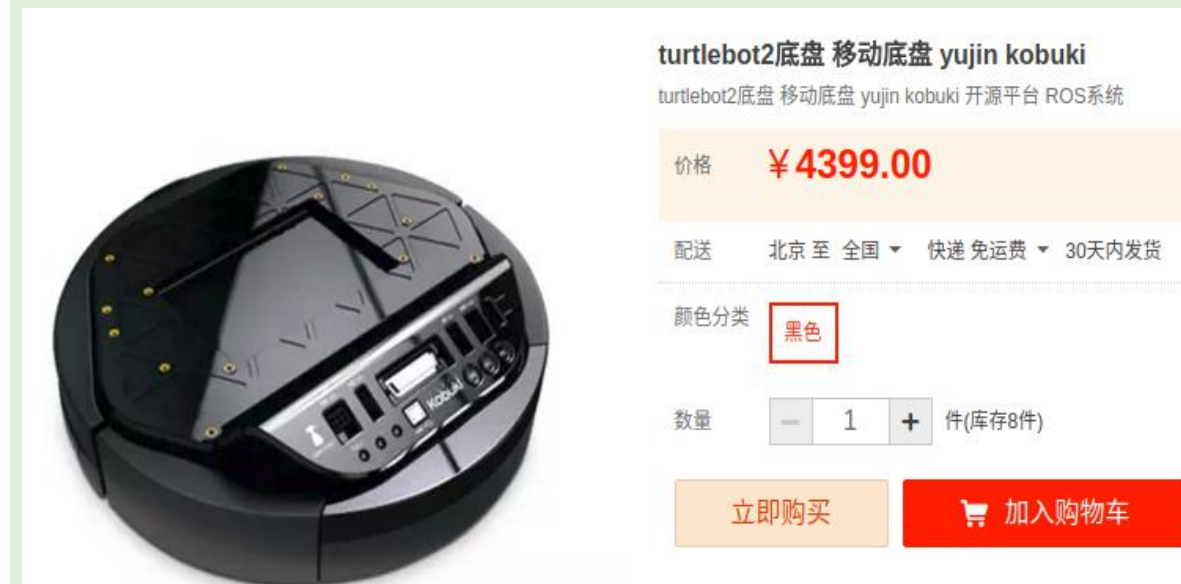 turtlebot2底盘 移动底盘 yujin kobuki
turtlebot2底盘 移动底盘 yujin kobuki 开源平台 ROS系统
价格 ￥4399.00
配送 北京 至 全国 快递 免运费 30天内发货
颜色分类 黑色
数量 － 1 + 件(库存8件)
立即购买 加入购物车
KOBUKI